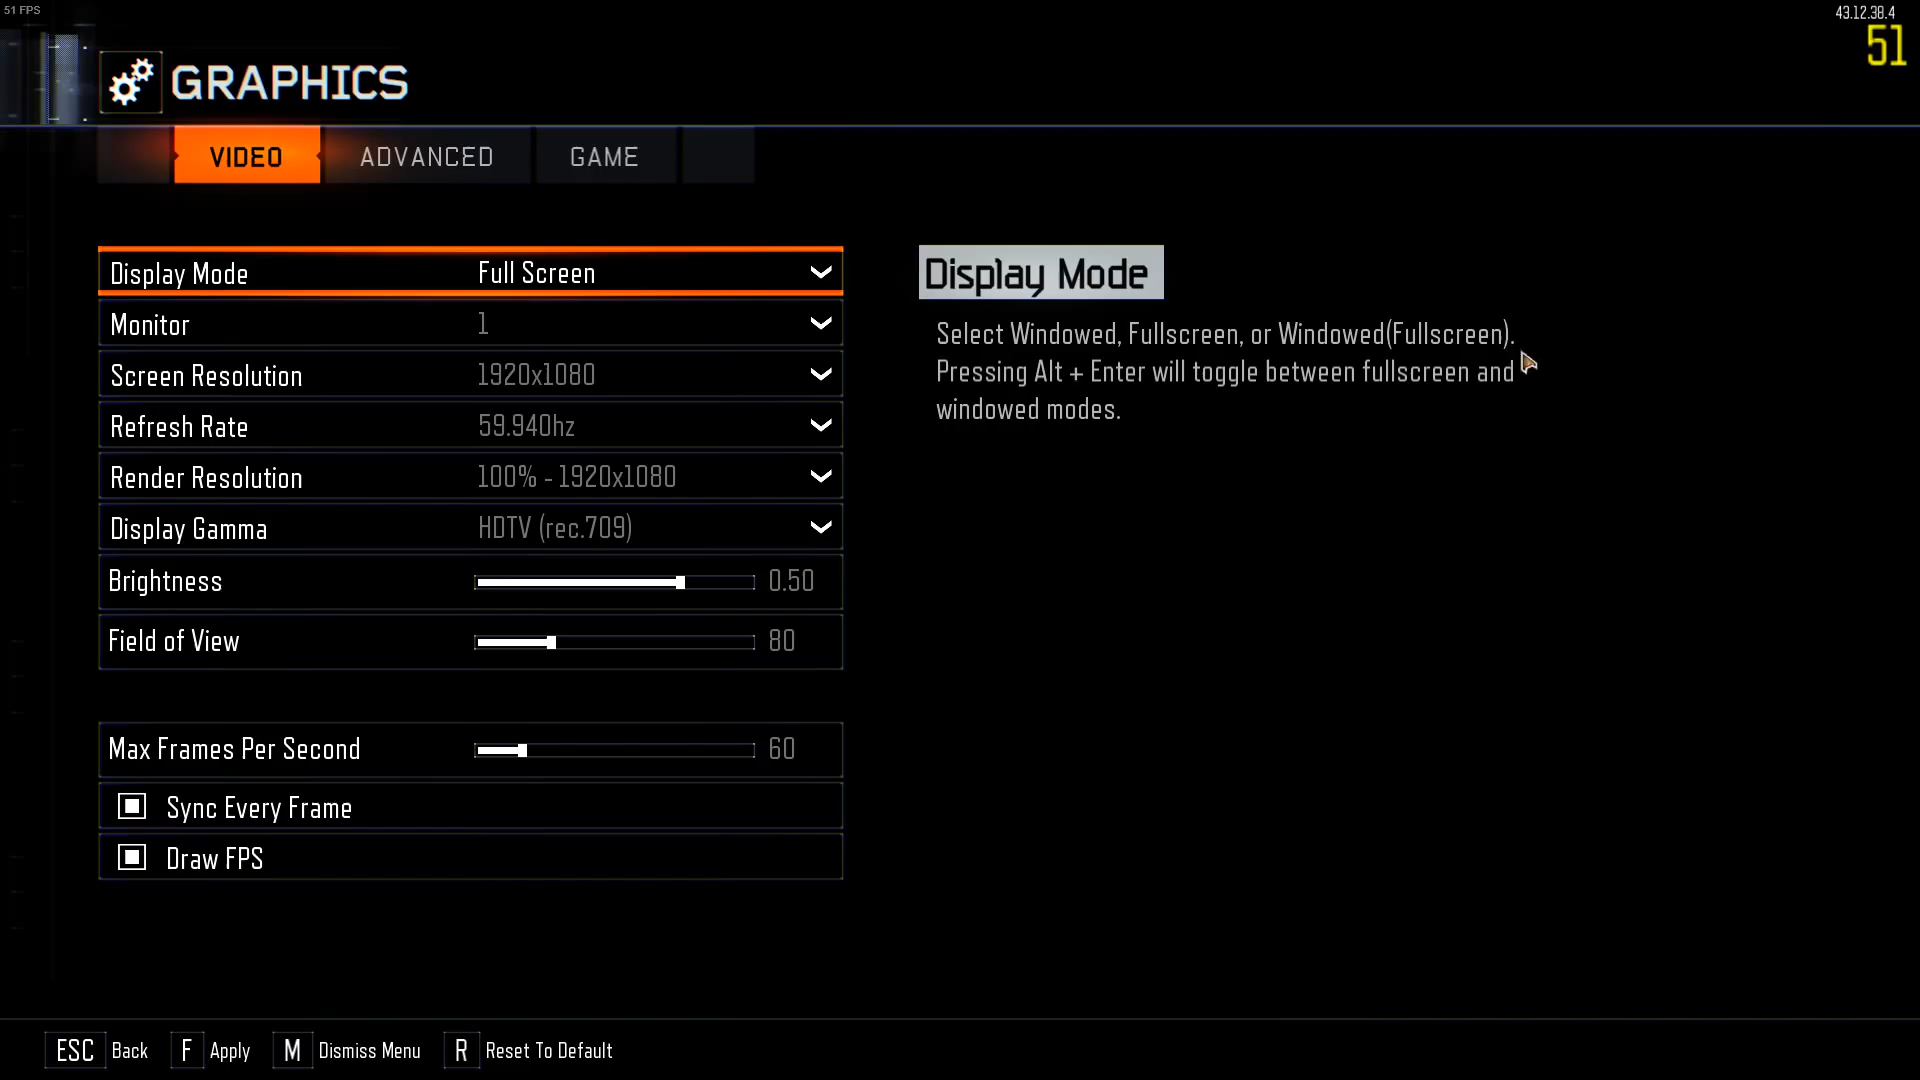 51 FPS
43.12.38.4
51
GRAPHICS
VIDEO
ADVANCED
GAME
Display Mode Full Screen
Monitor 1
Screen Resolution 1920x1080
Refresh Rate 59.940hz
Render Resolution 100% - 1920x1080
Display Gamma HDTV (rec.709)
Brightness 0.50
Field of View 80
Max Frames Per Second 60
Sync Every Frame
Draw FPS
Display Mode
Select Windowed, Fullscreen, or Windowed(Fullscreen).
Pressing Alt + Enter will toggle between fullscreen and
windowed modes.
ESC Back F Apply M Dismiss Menu R Reset To Default